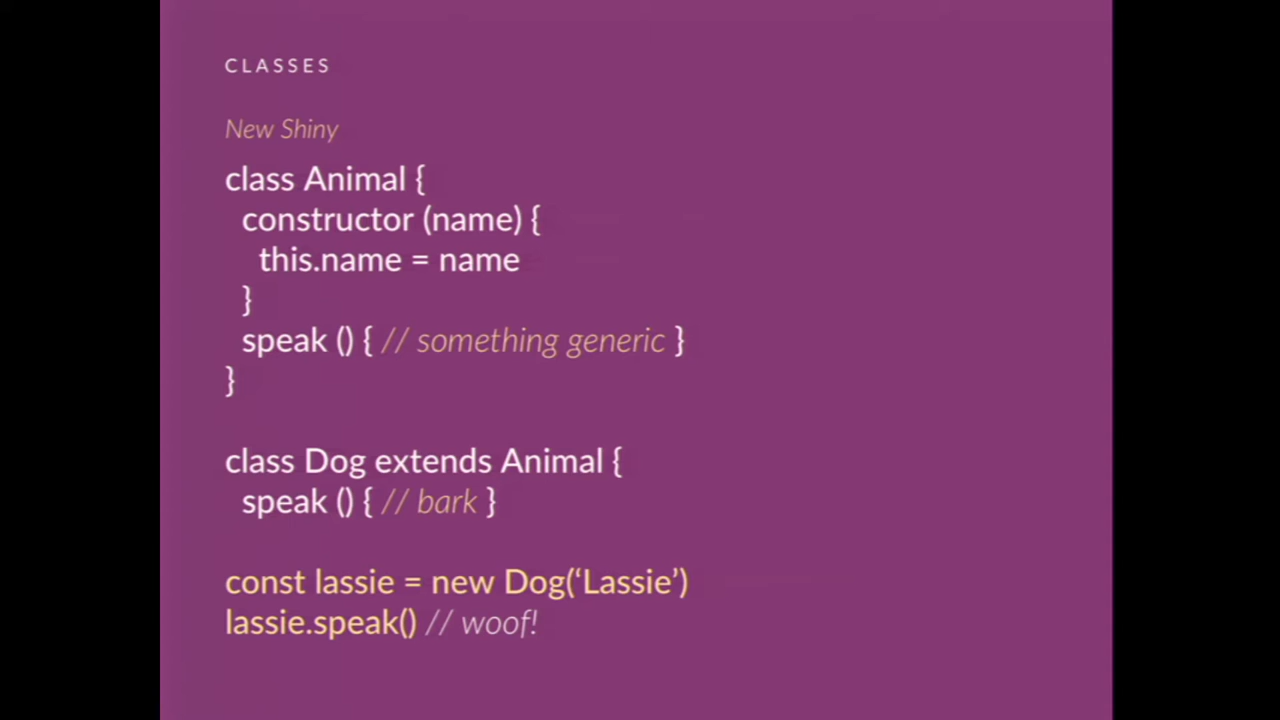 CLASSES
New Shiny
class Animal {
constructor (name) {
this.name = name
}
speak () { // something generic }
}
class Dog extends Animal {
speak () { // bark }
const lassie = new Dog(‘Lassie’)
lassie.speak() // woof!